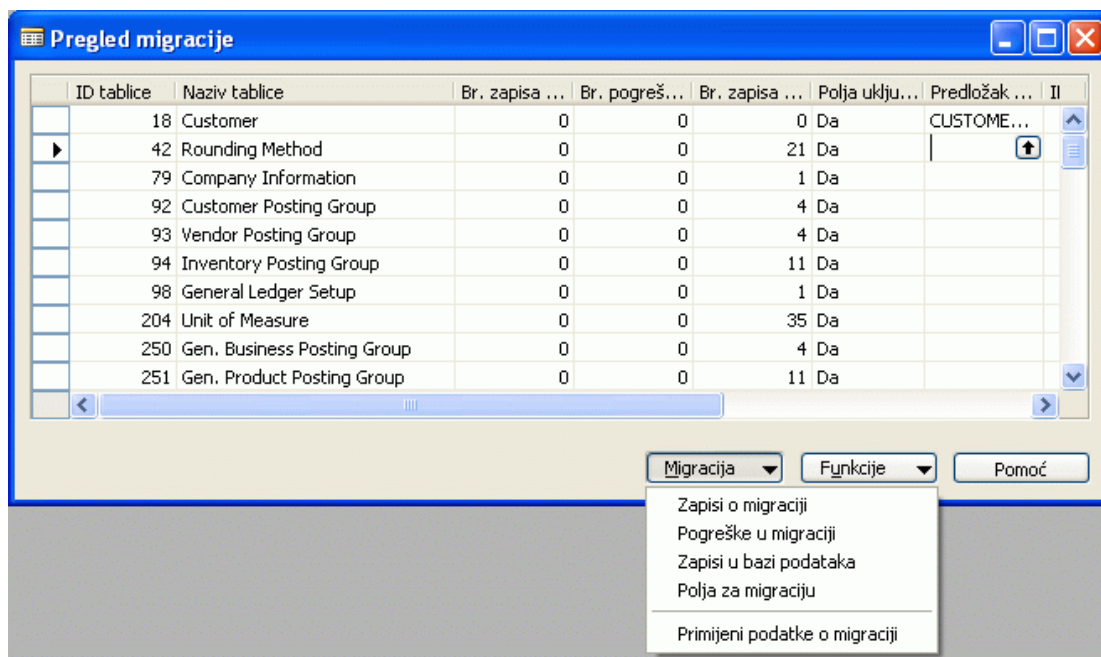 Pregled migracije
ID tablice Naziv tablice Br. zapisa ... Br. pogreš... Br. zapisa ... Polja uklju... Predložak ...
18 Customer 0 0 0 Da CUSTOME...
42 Rounding Method 0 0 21 Da
79 Company Information 0 0 1 Da
92 Customer Posting Group 0 0 4 Da
93 Vendor Posting Group 0 0 4 Da
94 Inventory Posting Group 0 0 11 Da
98 General Ledger Setup 0 0 1 Da
204 Unit of Measure 0 0 35 Da
250 Gen. Business Posting Group 0 0 4 Da
251 Gen. Product Posting Group 0 0 11 Da
Migracija Funkcije Pomoć
Zapisi o migraciji
Pogreške u migraciji
Zapisi u bazi podataka
Polja za migraciju
Primijeni podatke o migraciji